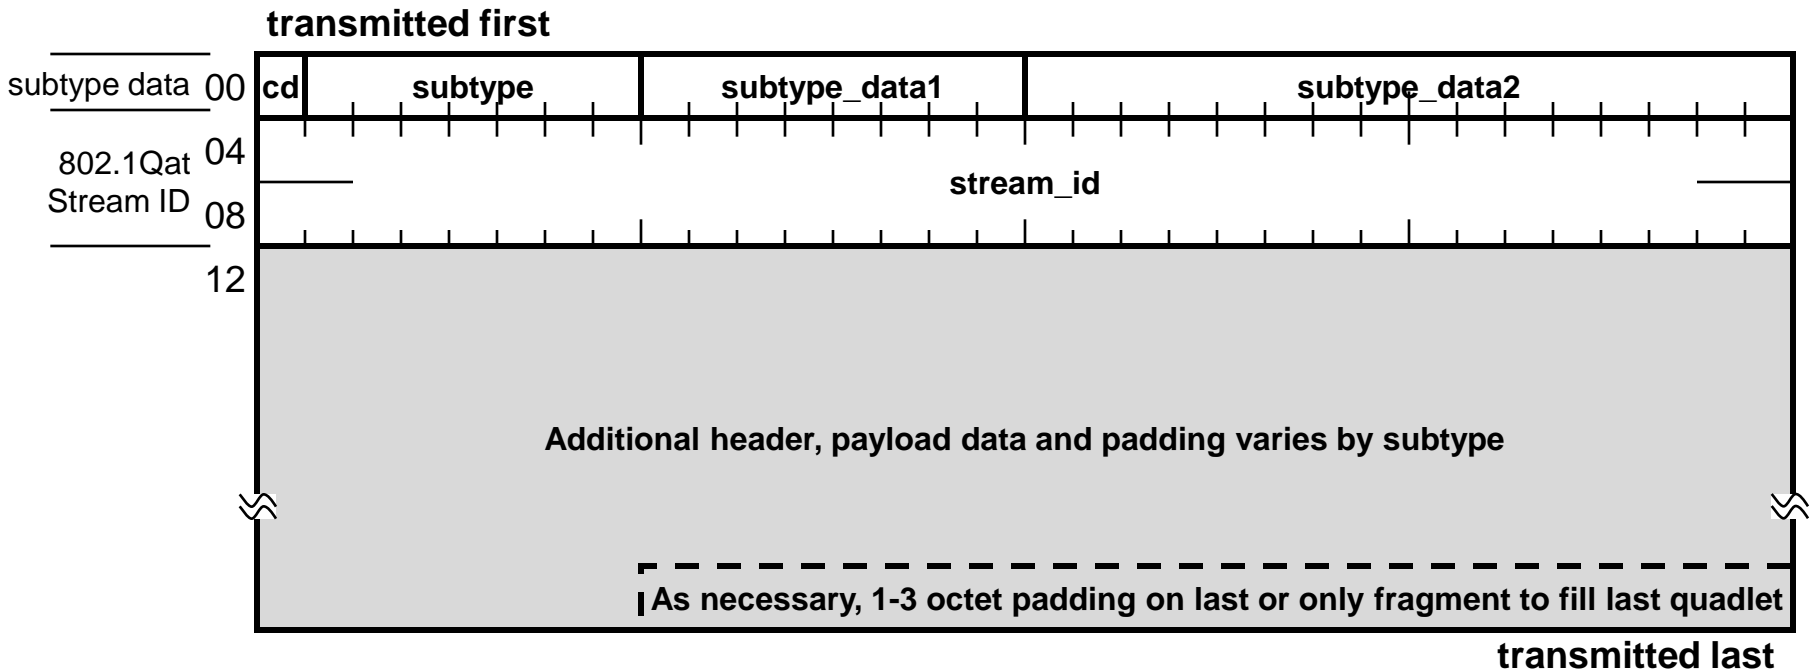 transmitted first
subtype data 00 cd subtype subtype_data1 subtype_data2
04
802.1Qat
stream_id
Stream ID
08
12
Additional header, payload data and padding varies by subtype
As necessary, 1-3 octet padding on last or only fragment to fill last quadlet
transmitted last